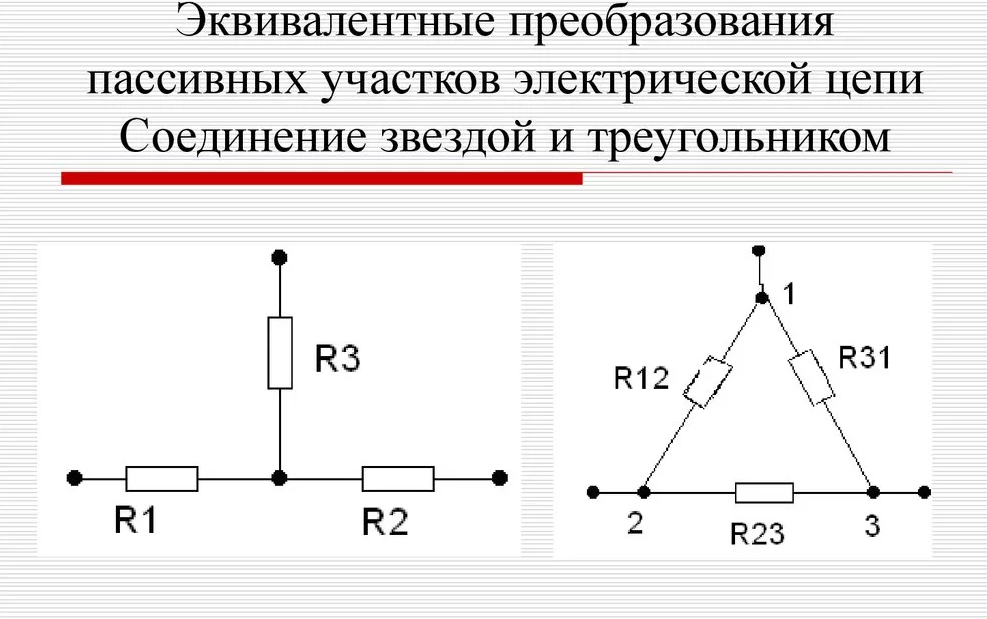 Эквивалентные преобразования
пассивных участков электрической цепи
Соединение звездой и треугольником
R3
R1
R2
1
R12
R31
2
R23
3